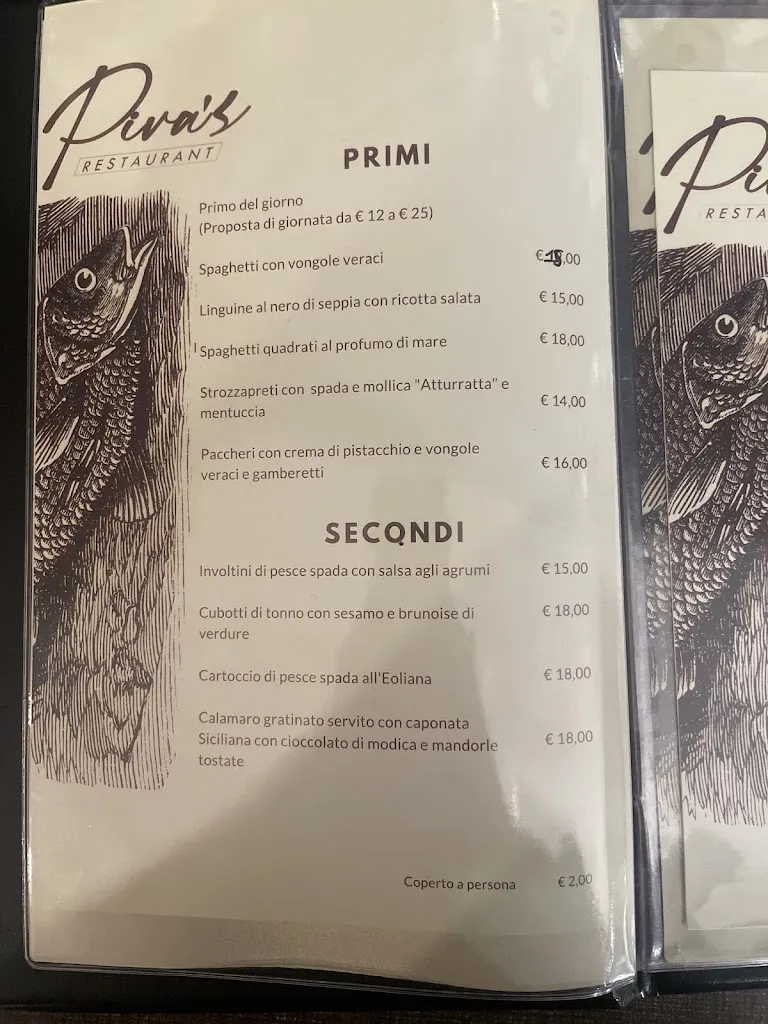 Piva's
RESTAURANT
PRIMI
Primo del giorno
(Proposta di giornata da € 12 a € 25)
Spaghetti con vongole veraci € ,00
Linguine al nero di seppia con ricotta salata € 15,00
Spaghetti quadrati al profumo di mare € 18,00
Strozzapreti con spada e mollica "Atturratta" e
mentuccia € 14,00
Paccheri con crema di pistacchio e vongole
veraci e gamberetti € 16,00
SECONDI
Involtini di pesce spada con salsa agli agrumi € 15,00
Cubotti di tonno con sesamo e brunoise di
verdure € 18,00
Cartoccio di pesce spada all'Eoliana € 18,00
Calamaro gratinato servito con caponata
Siciliana con cioccolato di modica e mandorle € 18,00
tostate
Coperto a persona € 2,00
Pi
RESTA